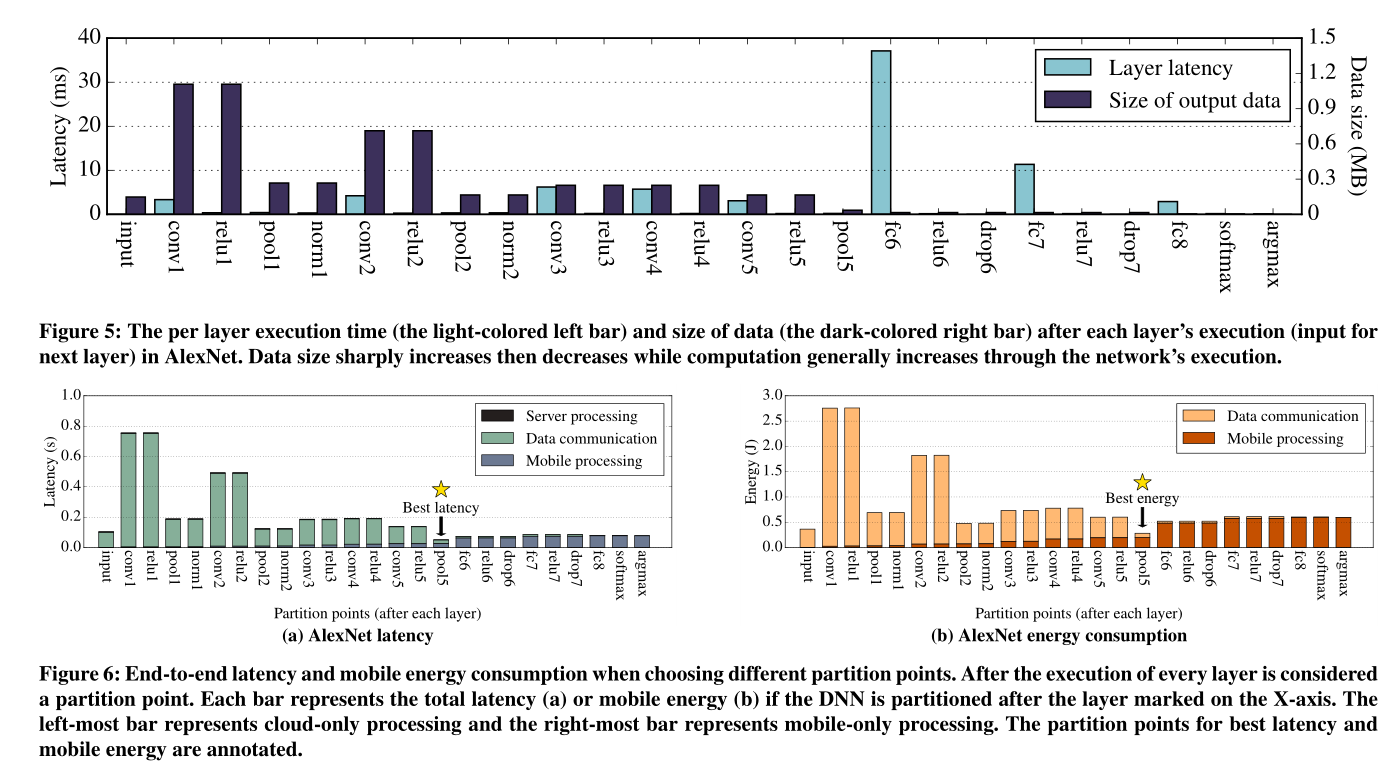 40
30
20
10
0
Latency (ms)
1.5
1.2
0.9
0.6
0.3
0
Data size (MB)
Layer latency
Size of output data
input
conv1
relu1
pool1
norm1
conv2
relu2
pool2
norm2
conv3
relu3
conv4
relu4
conv5
relu5
pool5
fc6
relu6
drop6
fc7
relu7
drop7
fc8
softmax
argmax
Figure 5: The per layer execution time (the light-colored left bar) and size of data (the dark-colored right bar) after each layer's execution (input for
next layer) in AlexNet. Data size sharply increases then decreases while computation generally increases through the network's execution.
1.0
0.8
0.6
0.4
0.2
0.0
Latency (s)
Server processing
Data communication
Mobile processing
Best latency
input
conv1
relu1
pool1
norm1
conv2
relu2
pool2
norm2
conv3
relu3
conv4
relu4
conv5
relu5
pool5
fc6
relu6
drop6
fc7
relu7
drop7
fc8
softmax
argmax
Partition points (after each layer)
(a) AlexNet latency
3.0
2.5
2.0
1.5
1.0
0.5
0.0
Energy (J)
Data communication
Mobile processing
Best energy
input
conv1
relu1
pool1
norm1
conv2
relu2
pool2
norm2
conv3
relu3
conv4
relu4
conv5
relu5
pool5
fc6
relu6
drop6
fc7
relu7
drop7
fc8
softmax
argmax
Partition points (after each layer)
(b) AlexNet energy consumption
Figure 6: End-to-end latency and mobile energy consumption when choosing different partition points. After the execution of every layer is considered
a partition point. Each bar represents the total latency (a) or mobile energy (b) if the DNN is partitioned after the layer marked on the X-axis. The
left-most bar represents cloud-only processing and the right-most bar represents mobile-only processing. The partition points for best latency and
mobile energy are annotated.